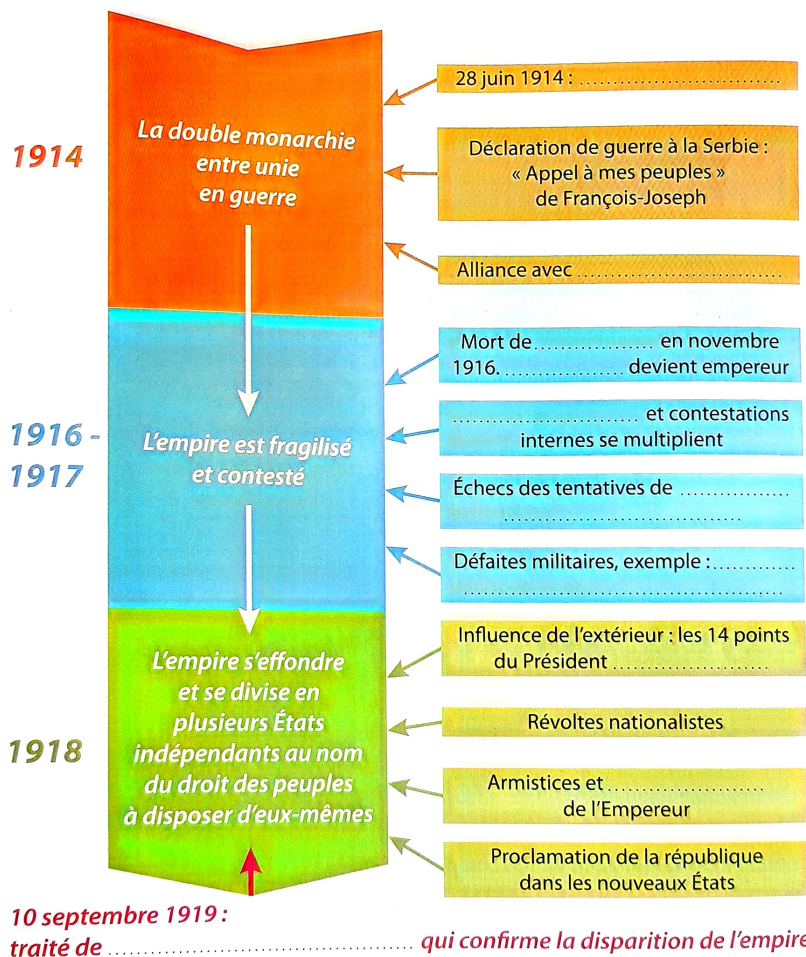 1914
La double monarchie
entre unie
en guerre
28 juin 1914 : ..............................
Déclaration de guerre à la Serbie :
« Appel à mes peuples »
de François-Joseph
Alliance avec ..............................
1916 -
1917
L'empire est fragilisé
et contesté
Mort de .................. en novembre
1916. .................. devient empereur
............................ et contestations
internes se multiplient
Échecs des tentatives de ................
....................................
Défaites militaires, exemple : ............
................................................
1918
L'empire s'effondre
et se divise en
plusieurs États
indépendants au nom
du droit des peuples
à disposer d'eux-mêmes
Influence de l'extérieur : les 14 points
du Président ........................
Révoltes nationalistes
Armistices et ........................
de l'Empereur
Proclamation de la république
dans les nouveaux États
10 septembre 1919 :
traité de .............................................. qui confirme la disparition de l'empire